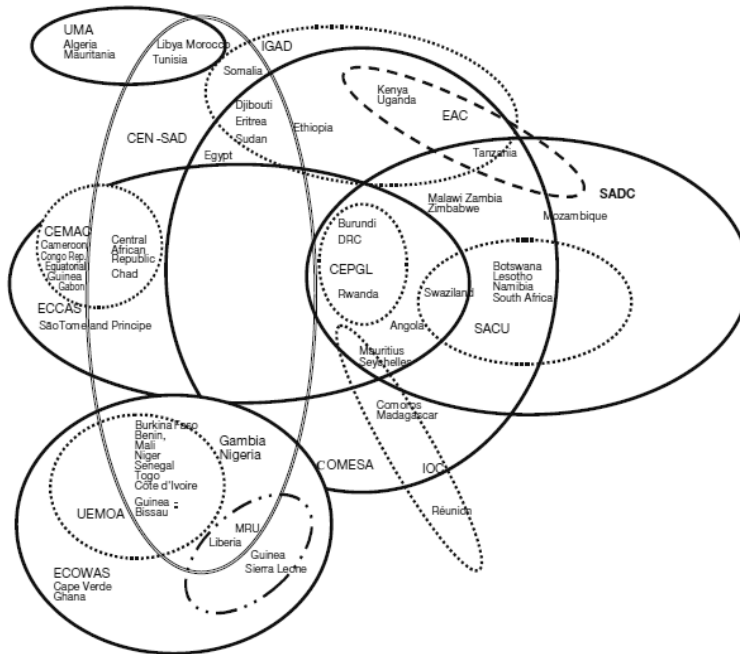 UMA
Algeria
Mauritania
Libya Morocco
Tunisia
IGAD
Somalia
Kenya
Uganda
EAC
Djibouti
Eritrea
Sudan
Ethiopia
CEN -SAD
Egypt
Tanzania
SADC
Malawi Zambia
Zimbabwe
Mozambique
CEMAC
Cameroon
Congo Rep.
Equatorial
Guinea
Gabon
Central
African
Republic
Chad
Burundi
DRC
CEPGL
Rwanda
Swaziland
Botswana
Lesotho
Namibia
South Africa
SACU
ECCAS
SãoTome and Principe
Angola
Mauritius
Seychelles
Comoros
Madagascar
Burkina Faso
Benin,
Mali
Niger
Senegal
Togo
Côte d'Ivoire
Guinea -
Bissau
Gambia
Nigeria
COMESA
IOC
Réunion
UEMOA
MRU
Liberia
Guinea
Sierra Leone
ECOWAS
Cape Verde
Ghana